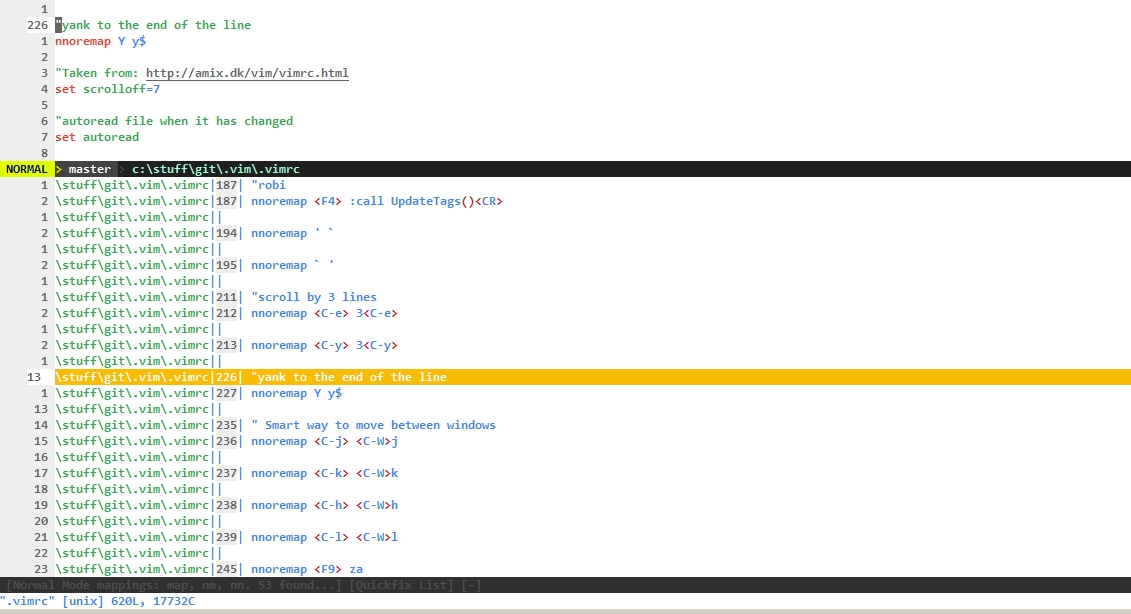 1
226 "yank to the end of the line
1 nnoremap Y y$
2
3 "Taken from: http://amix.dk/vim/vimrc.html
4 set scrolloff=7
5
6 "autoread file when it has changed
7 set autoread
8
NORMAL > master > c:\stuff\git\.vim\.vimrc
1 \stuff\git\.vim\.vimrc|187| "robi
2 \stuff\git\.vim\.vimrc|187| nnoremap <F4> :call UpdateTags()<CR>
1 \stuff\git\.vim\.vimrc||
2 \stuff\git\.vim\.vimrc|194| nnoremap ' `
1 \stuff\git\.vim\.vimrc||
2 \stuff\git\.vim\.vimrc|195| nnoremap ` '
1 \stuff\git\.vim\.vimrc||
1 \stuff\git\.vim\.vimrc|211| "scroll by 3 lines
2 \stuff\git\.vim\.vimrc|212| nnoremap <C-e> 3<C-e>
1 \stuff\git\.vim\.vimrc||
2 \stuff\git\.vim\.vimrc|213| nnoremap <C-y> 3<C-y>
1 \stuff\git\.vim\.vimrc||
13 \stuff\git\.vim\.vimrc|226| "yank to the end of the line
1 \stuff\git\.vim\.vimrc|227| nnoremap Y y$
13 \stuff\git\.vim\.vimrc||
14 \stuff\git\.vim\.vimrc|235| " Smart way to move between windows
15 \stuff\git\.vim\.vimrc|236| nnoremap <C-j> <C-W>j
16 \stuff\git\.vim\.vimrc||
17 \stuff\git\.vim\.vimrc|237| nnoremap <C-k> <C-W>k
18 \stuff\git\.vim\.vimrc||
19 \stuff\git\.vim\.vimrc|238| nnoremap <C-h> <C-W>h
20 \stuff\git\.vim\.vimrc||
21 \stuff\git\.vim\.vimrc|239| nnoremap <C-l> <C-W>l
22 \stuff\git\.vim\.vimrc||
23 \stuff\git\.vim\.vimrc|245| nnoremap <F9> za
[Normal Mode mappings: map, nm, nn. 53 found...] [Quickfix List] [-]
".vimrc" [unix] 620L, 17732C